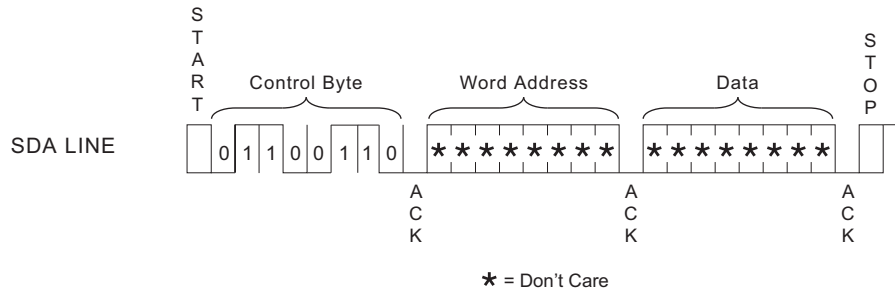 START
STOP
Control Byte
Word Address
Data
SDA LINE
0 1 1 0 0 1 1 0
* * * * * * * *
* * * * * * * *
ACK
ACK
ACK
* = Don't Care